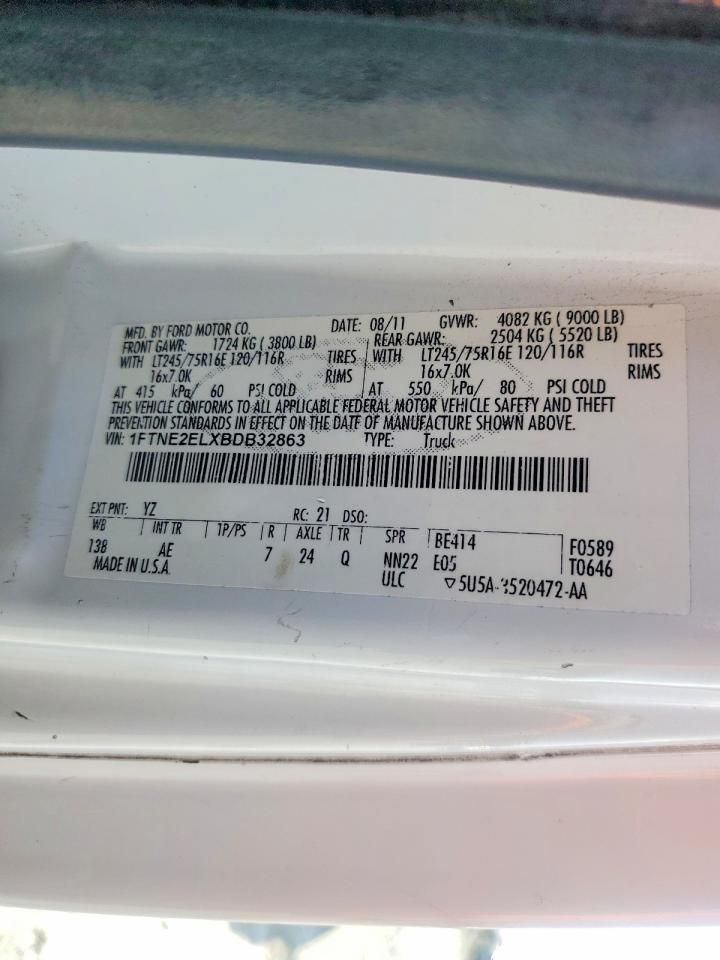 MFD. BY FORD MOTOR CO. DATE: 08/11 GVWR: 4082 KG ( 9000 LB)
FRONT GAWR: 1724 KG ( 3800 LB) REAR GAWR: 2504 KG ( 5520 LB)
WITH LT245/75R16E 120/116R TIRES WITH LT245/75R16E 120/116R TIRES
16x7.0K RIMS 16x7.0K RIMS
AT 415 kPa/ 60 PSI COLD AT 550 kPa/ 80 PSI COLD
THIS VEHICLE CONFORMS TO ALL APPLICABLE FEDERAL MOTOR VEHICLE SAFETY AND THEFT
PREVENTION STANDARDS IN EFFECT ON THE DATE OF MANUFACTURE SHOWN ABOVE.
VIN: 1FTNE2ELXBDB32863 TYPE: Truck
EXT PNT: YZ RC: 21 DSO:
WB INT TR TP/PS R AXLE TR SPR BE414 F0589
138 AE 7 24 Q NN22 E05 T0646
MADE IN U.S.A. ULC ▽5U5A-3520472-AA